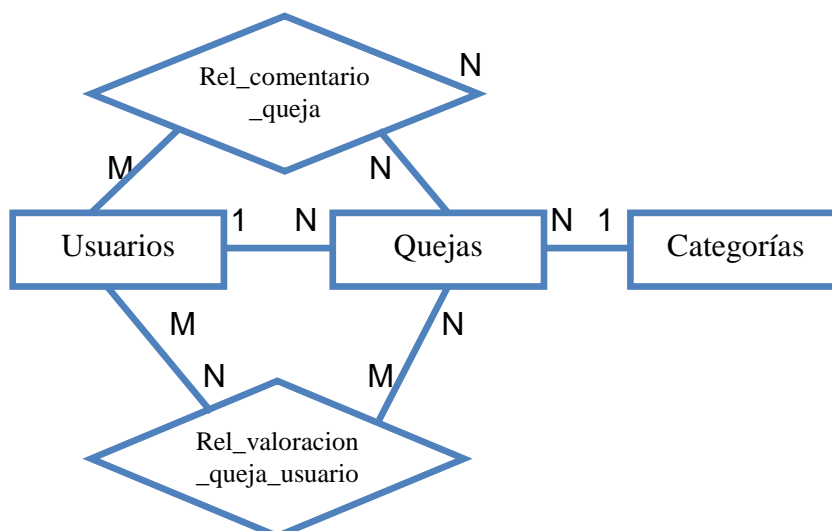 Rel_comentario
_queja
N
M
N
1
N
N
1
Usuarios
Quejas
Categorías
M
N
N
M
Rel_valoracion
_queja_usuario